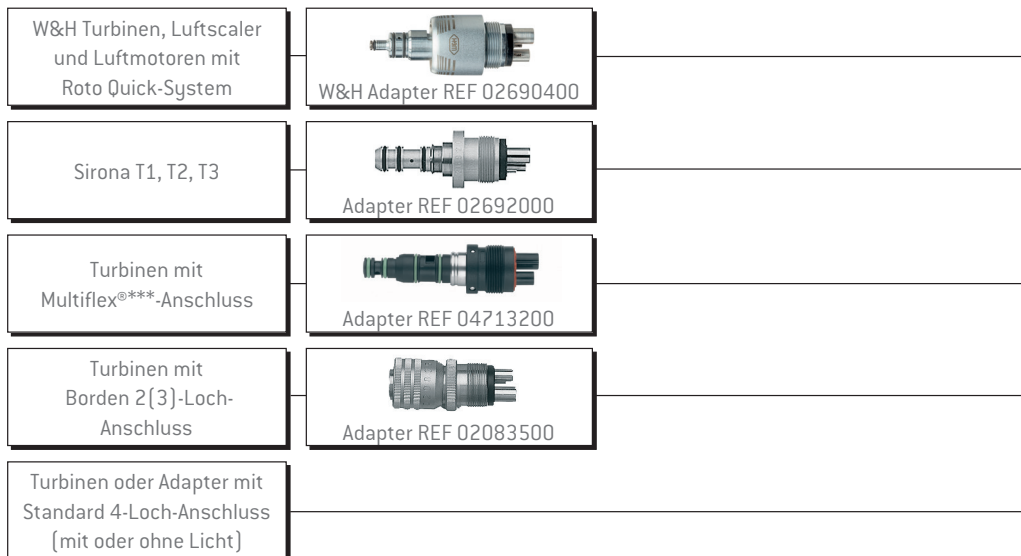 W&H Turbinen, Luftscaler
und Luftmotoren mit
Roto Quick-System
W&H Adapter REF 02690400
Sirona T1, T2, T3
Adapter REF 02692000
Turbinen mit
Multiflex®***-Anschluss
Adapter REF 04713200
Turbinen mit
Borden 2(3)-Loch-
Anschluss
Adapter REF 02083500
Turbinen oder Adapter mit
Standard 4-Loch-Anschluss
(mit oder ohne Licht)